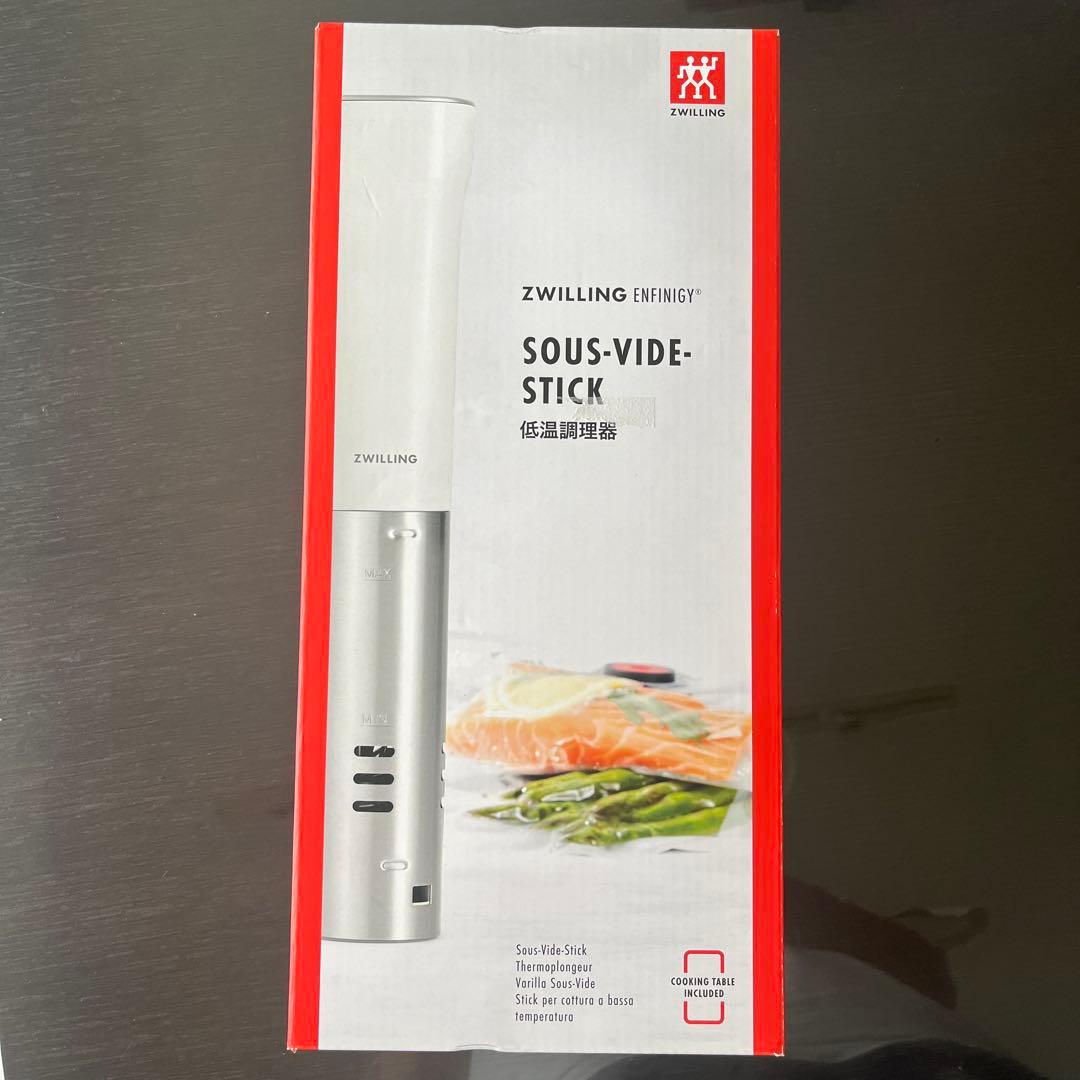 ZWILLING
ZWILLING ENFINIGY®
SOUS-VIDE-
STICK
低温調理器
ZWILLING
MAX
MIN
Sous-Vide-Stick
Thermoplongeur
Varilla Sous-Vide
Stick per cottura a bassa
temperatura
COOKING TABLE
INCLUDED